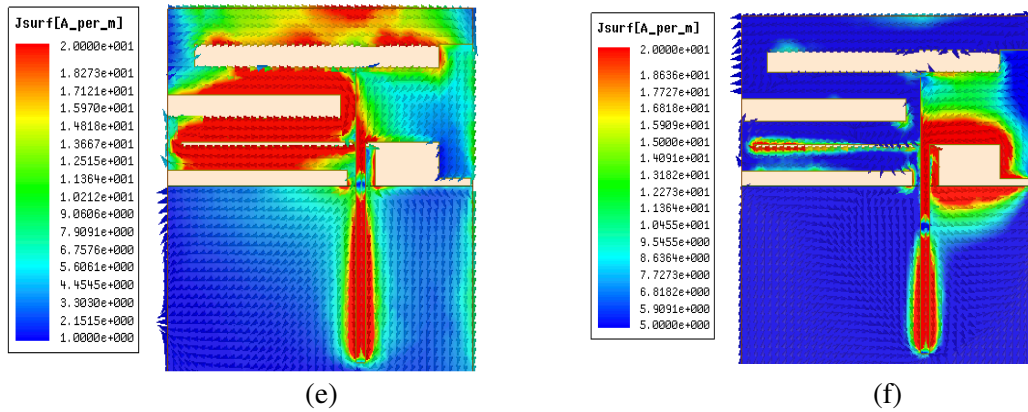 Jsurf[A_per_m]
2.0000e+001
1.8273e+001
1.7121e+001
1.5970e+001
1.4818e+001
1.3667e+001
1.2515e+001
1.1364e+001
1.0212e+001
9.0606e+000
7.9091e+000
6.7576e+000
5.6061e+000
4.4545e+000
3.3030e+000
2.1515e+000
1.0000e+000
(e)
Jsurf[A_per_m]
2.0000e+001
1.8636e+001
1.7727e+001
1.6818e+001
1.5909e+001
1.5000e+001
1.4091e+001
1.3182e+001
1.2273e+001
1.1364e+001
1.0455e+001
9.5455e+000
8.6364e+000
7.7273e+000
6.8182e+000
5.9091e+000
5.0000e+000
(f)